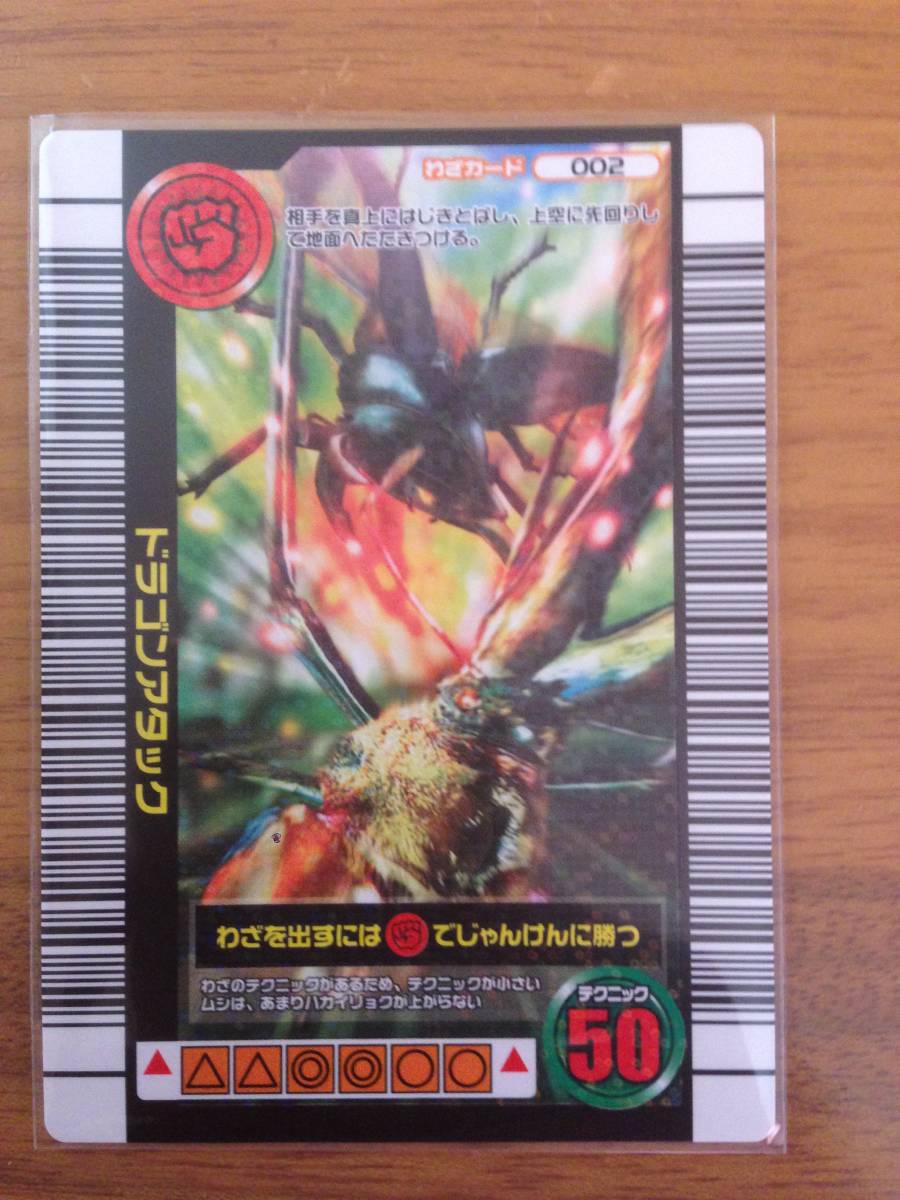 わざカード 002
相手を真上にはじきとばし、上空に先回りし
て地面へたたきつける。
ドラゴンアタック
わざを出すには でじゃんけんに勝つ
わざのテクニックがあるため、テクニックが小さい
ムシは、あまりハカイリョクが上がらない
テクニック
50